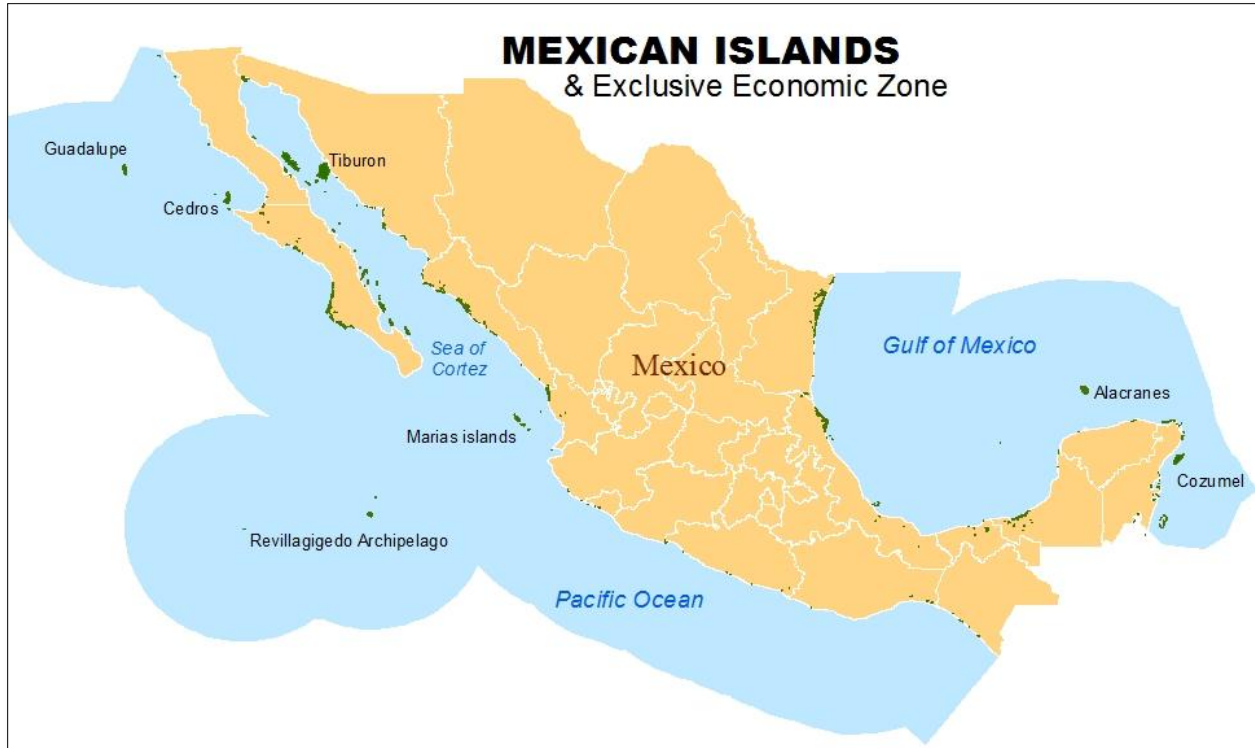 MEXICAN ISLANDS
& Exclusive Economic Zone
Guadalupe
Tiburon
Cedros
Sea of
Cortez
Mexico
Gulf of Mexico
Alacranes
Marias islands
Cozumel
Revillagigedo Archipelago
Pacific Ocean